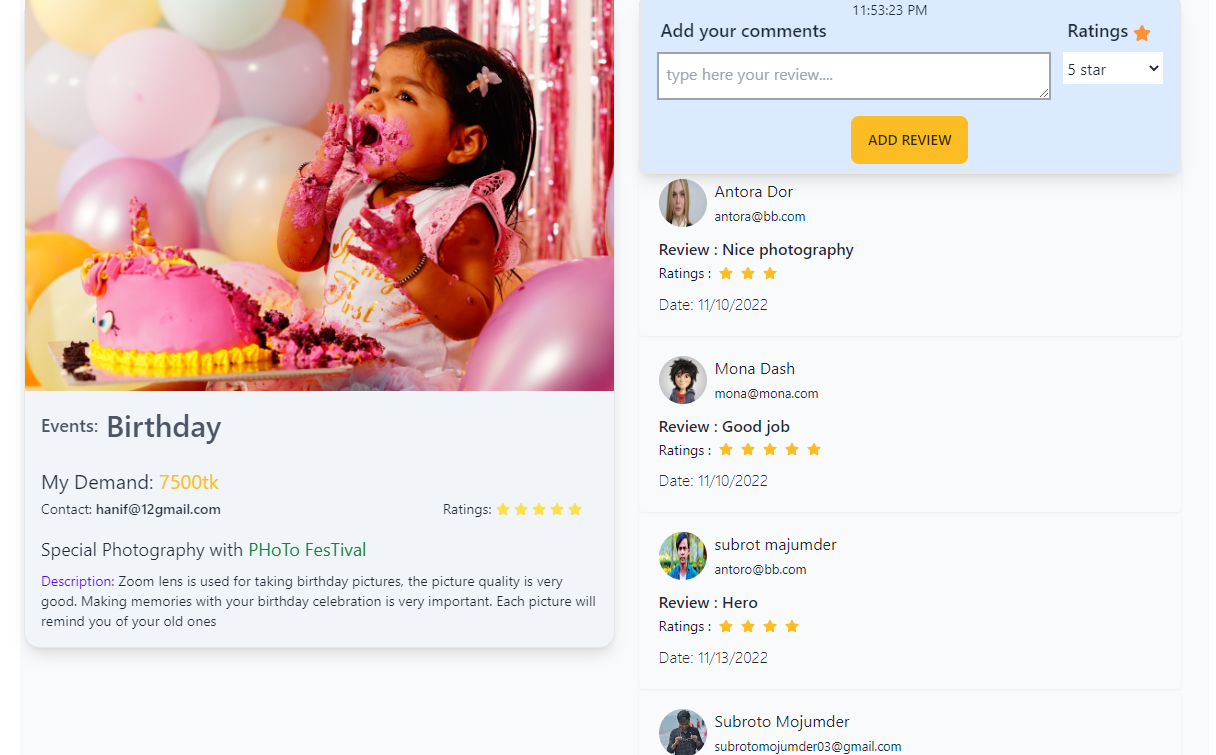 It my
First
Events: Birthday
My Demand: 7500tk
Contact: hanif@12gmail.com
Ratings:
Special Photography with PHoTo FesTival
Description: Zoom lens is used for taking birthday pictures, the picture quality is very
good. Making memories with your birthday celebration is very important. Each picture will
remind you of your old ones
11:53:23 PM
Add your comments
Ratings
type here your review....
5 star
ADD REVIEW
Antora Dor
antora@bb.com
Review : Nice photography
Ratings :
Date: 11/10/2022
Mona Dash
mona@mona.com
Review : Good job
Ratings :
Date: 11/10/2022
subrot majumder
antoro@bb.com
Review : Hero
Ratings :
Date: 11/13/2022
Subroto Mojumder
subrotomojumder03@gmail.com